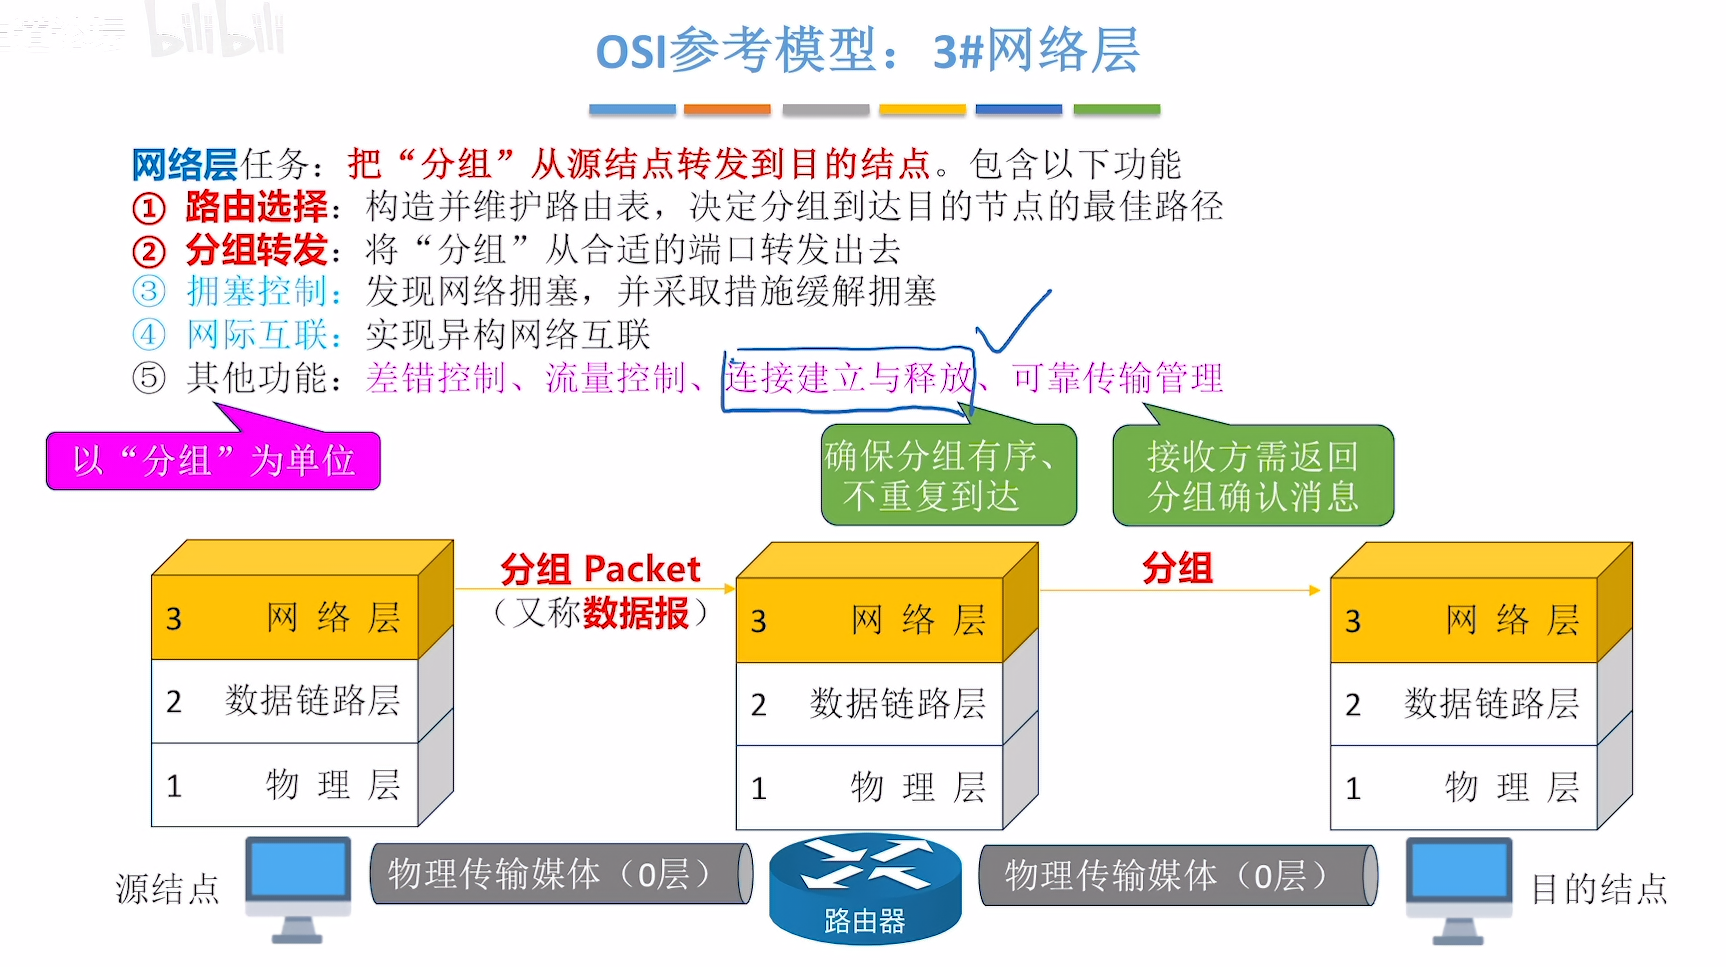 bilibili
OSI参考模型：3#网络层
网络层任务：把“分组”从源结点转发到目的结点。包含以下功能
① 路由选择：构造并维护路由表，决定分组到达目的节点的最佳路径
② 分组转发：将“分组”从合适的端口转发出去
③ 拥塞控制：发现网络拥塞，并采取措施缓解拥塞
④ 网际互联：实现异构网络互联
⑤ 其他功能：差错控制、流量控制、连接建立与释放、可靠传输管理
以“分组”为单位
确保分组有序、
不重复到达
接收方需返回
分组确认消息
分组 Packet
（又称数据报）
分组
3 网络层
2 数据链路层
1 物理层
3 网络层
2 数据链路层
1 物理层
3 网络层
2 数据链路层
1 物理层
源结点
物理传输媒体（0层）
路由器
物理传输媒体（0层）
目的结点